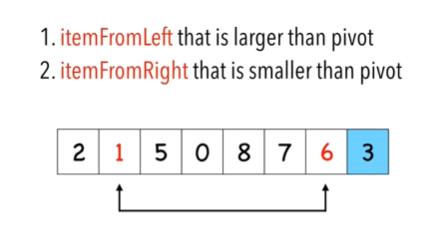 1. itemFromLeft that is larger than pivot
2. itemFromRight that is smaller than pivot
2 1 5 0 8 7 6 3